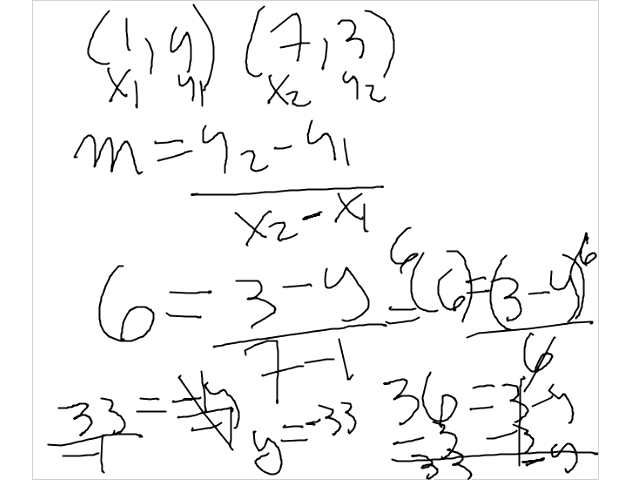 (1, y) (7, 3)
x1 y1 x2 y2
m = y2 - y1
x2 - x1
6 = 3 - y = 6(6) = (3 - y)6
7 - 1 6
33 = -y y = -33 36 = 3 - y
-1 -1 -3 -3
33 -y